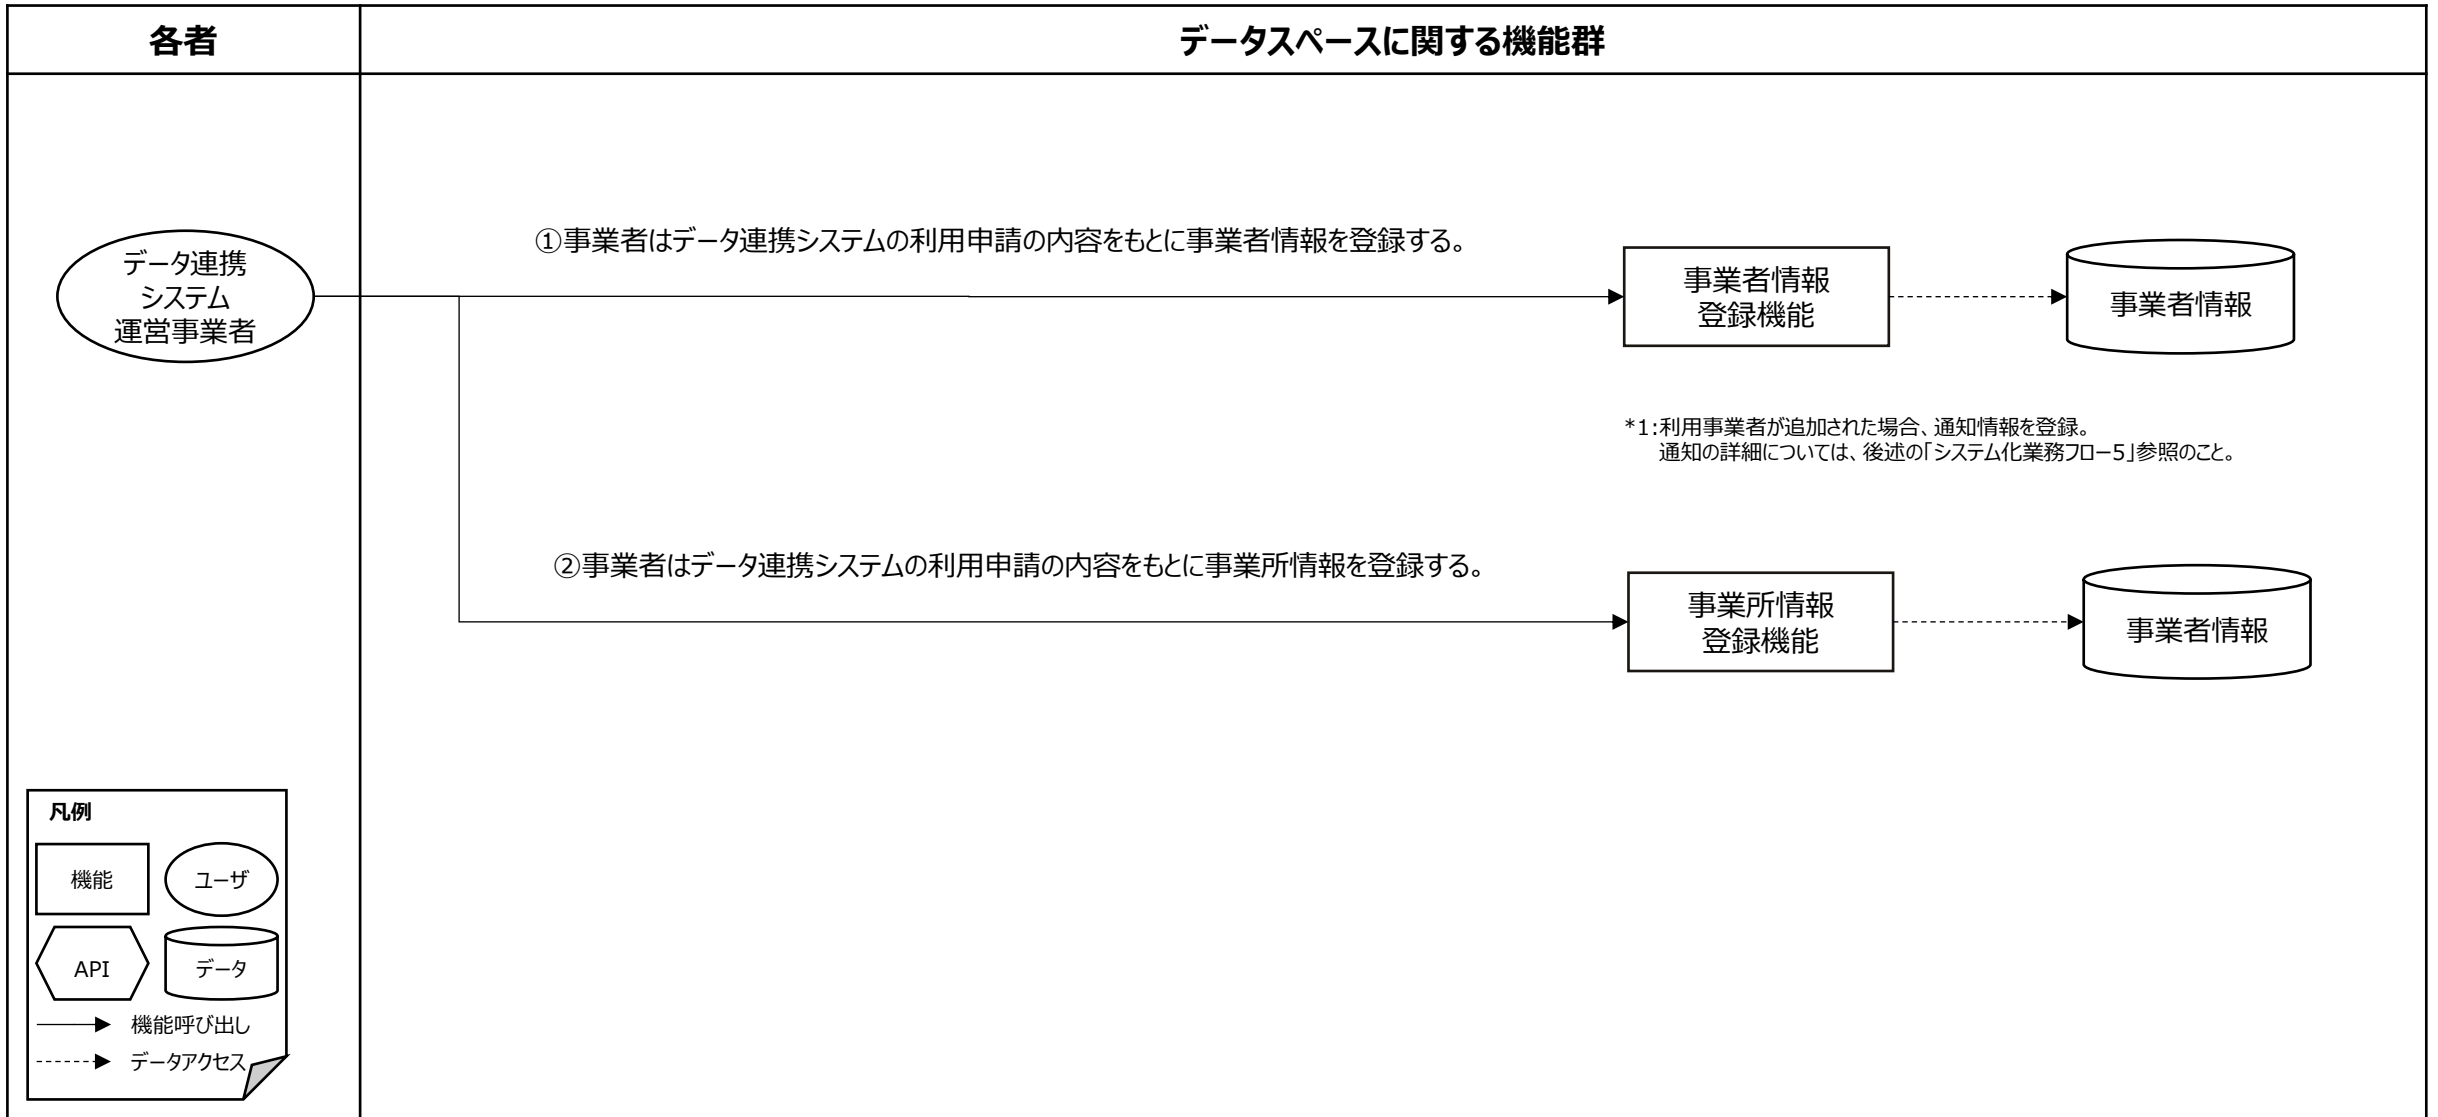 各者
データスペースに関する機能群
①事業者はデータ連携システムの利用申請の内容をもとに事業者情報を登録する。
データ連携
システム
運営事業者
事業者情報
登録機能
事業者情報
*1:利用事業者が追加された場合、通知情報を登録。
通知の詳細については、後述の「システム化業務フロー5」参照のこと。
②事業者はデータ連携システムの利用申請の内容をもとに事業所情報を登録する。
事業所情報
登録機能
事業者情報
凡例
機能
ユーザ
API
データ
機能呼び出し
データアクセス